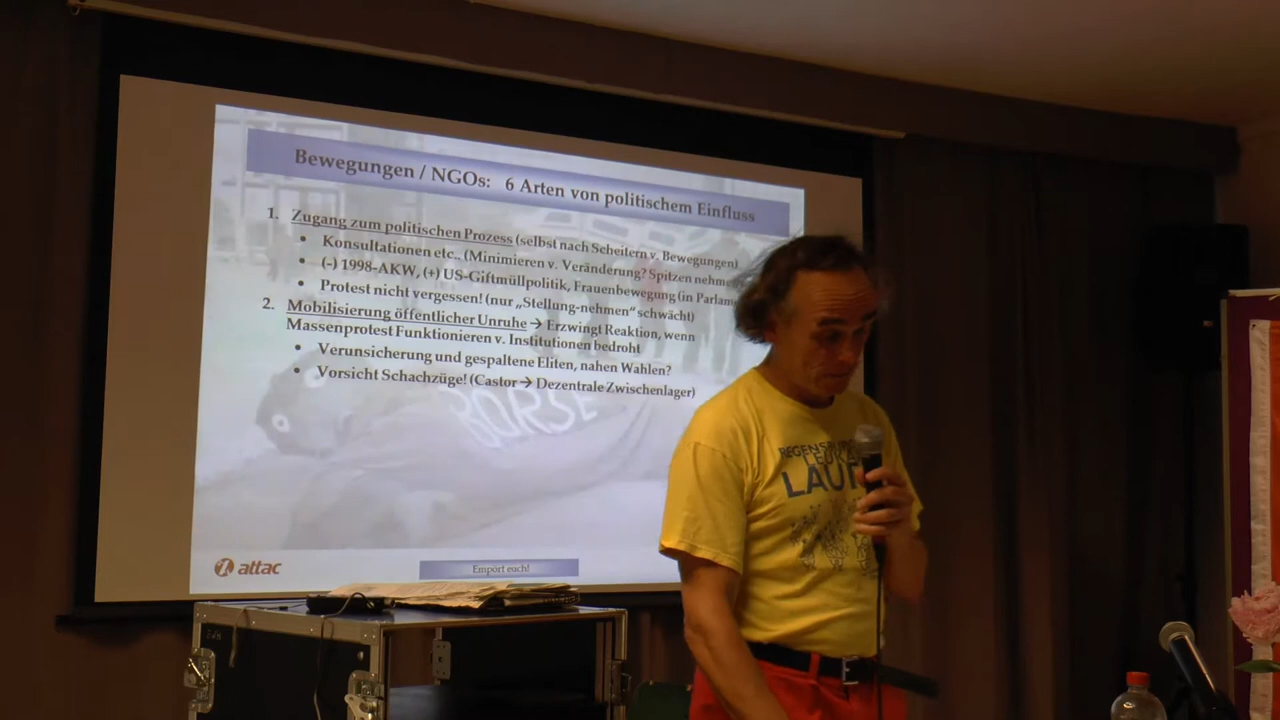 Bewegungen / NGOs: 6 Arten von politischem Einfluss
1. Zugang zum politischen Prozess (selbst nach Scheitern v. Bewegungen)
• Konsultationen etc.. (Minimieren v. Veränderung? Spitzen nehmen
• (-) 1998-AKW, (+) US-Giftmüllpolitik, Frauenbewegung (in Parlam
• Protest nicht vergessen! (nur „Stellung-nehmen“ schwächt)
2. Mobilisierung öffentlicher Unruhe → Erzwingt Reaktion, wenn
Massenprotest Funktionieren v. Institutionen bedroht
• Verunsicherung und gespaltene Eliten, nahen Wahlen?
• Vorsicht Schachzüge! (Castor → Dezentrale Zwischenlager)
BÖRSE
attac
Empört euch!